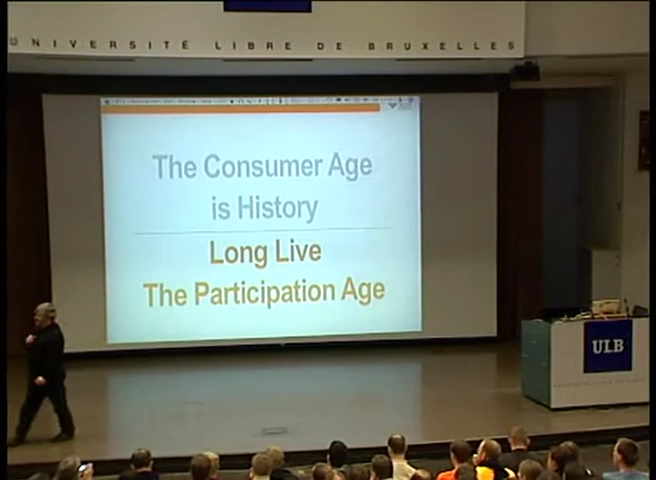 UNIVERSITÉ LIBRE DE BRUXELLES
The Consumer Age
is History
Long Live
The Participation Age
ULB